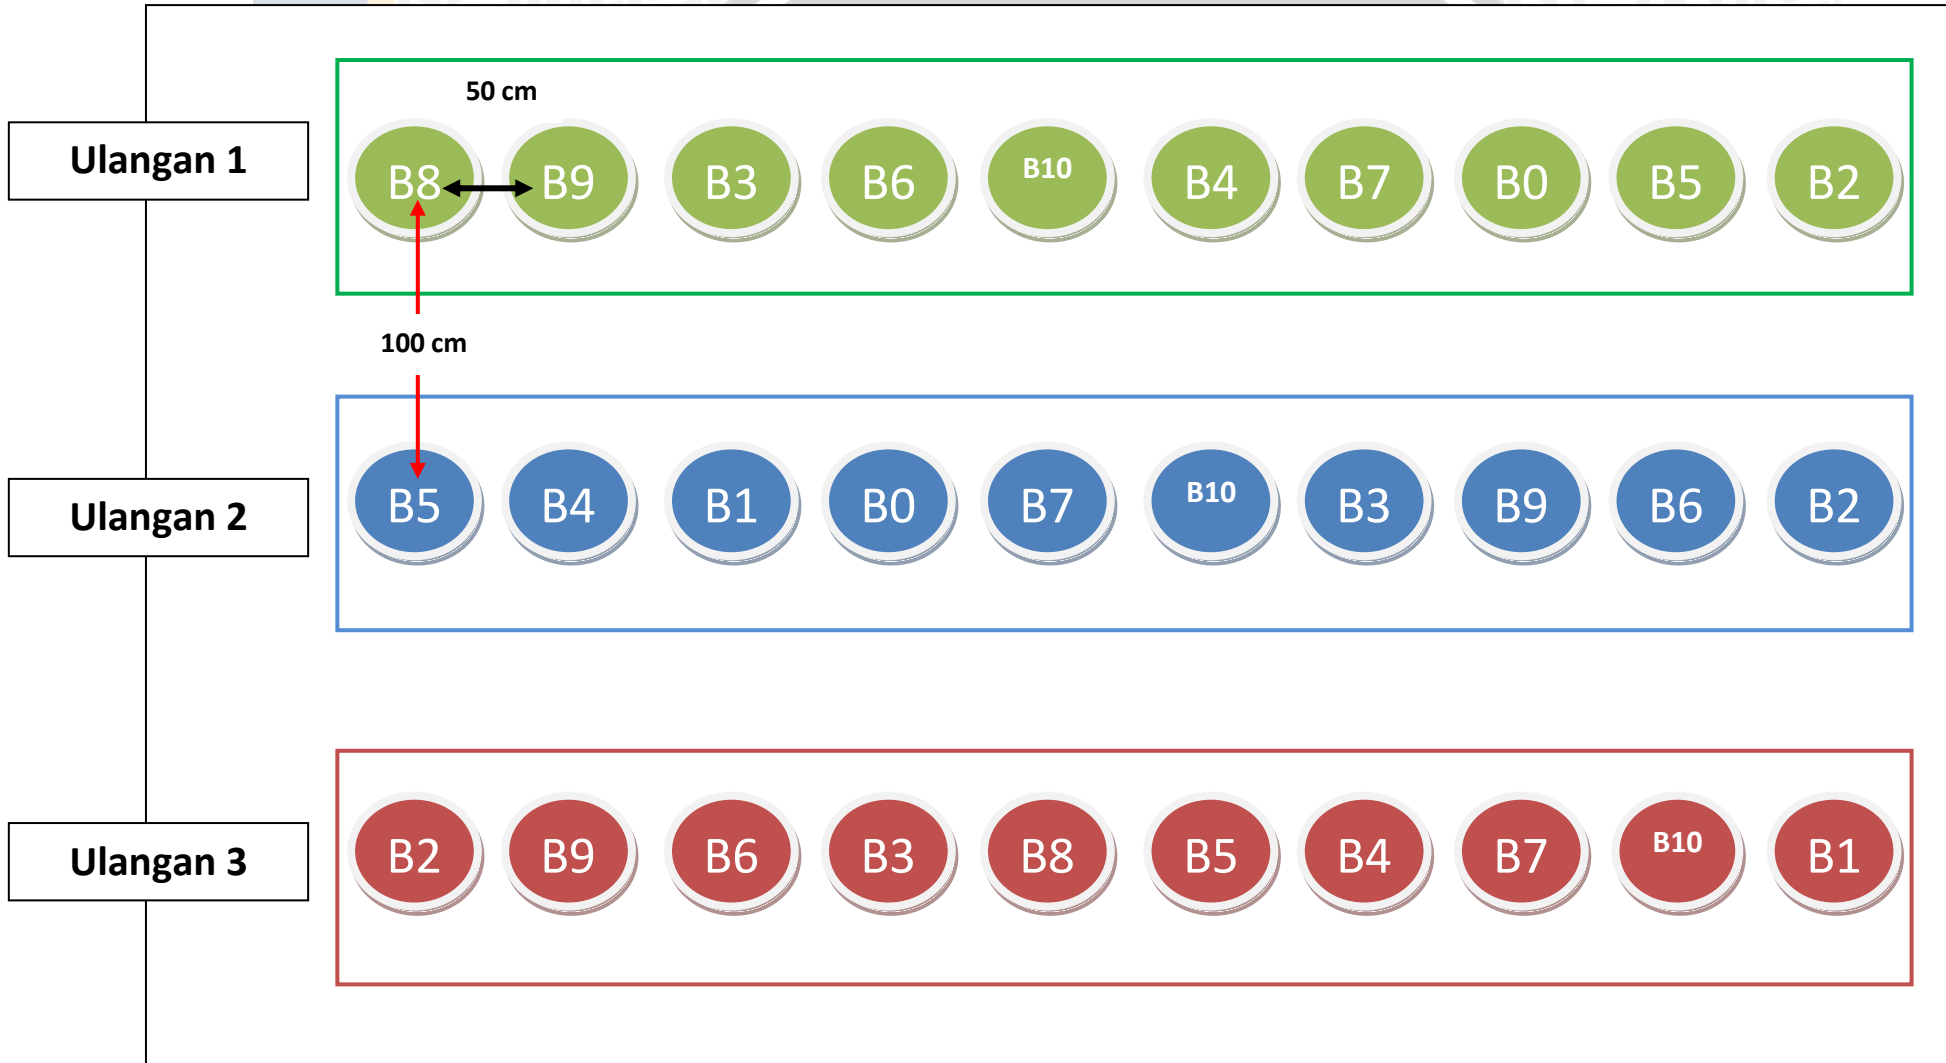 50 cm
Ulangan 1
B8 B9 B3 B6 B10 B4 B7 B0 B5 B2
100 cm
Ulangan 2
B5 B4 B1 B0 B7 B10 B3 B9 B6 B2
Ulangan 3
B2 B9 B6 B3 B8 B5 B4 B7 B10 B1